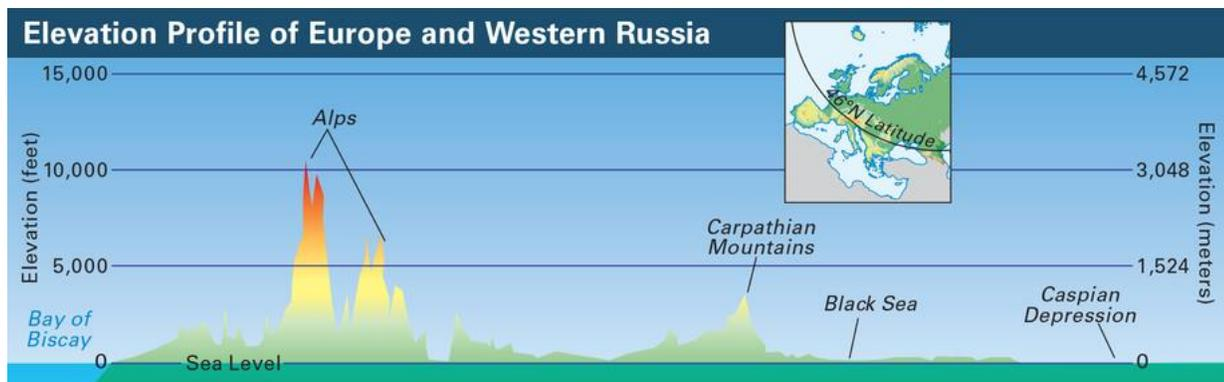 Elevation Profile of Europe and Western Russia
15,000
4,572
46°N Latitude
Alps
Elevation (feet)
Elevation (meters)
10,000
3,048
Carpathian
Mountains
5,000
1,524
Bay of
Biscay
Black Sea
Caspian
Depression
0
Sea Level
0